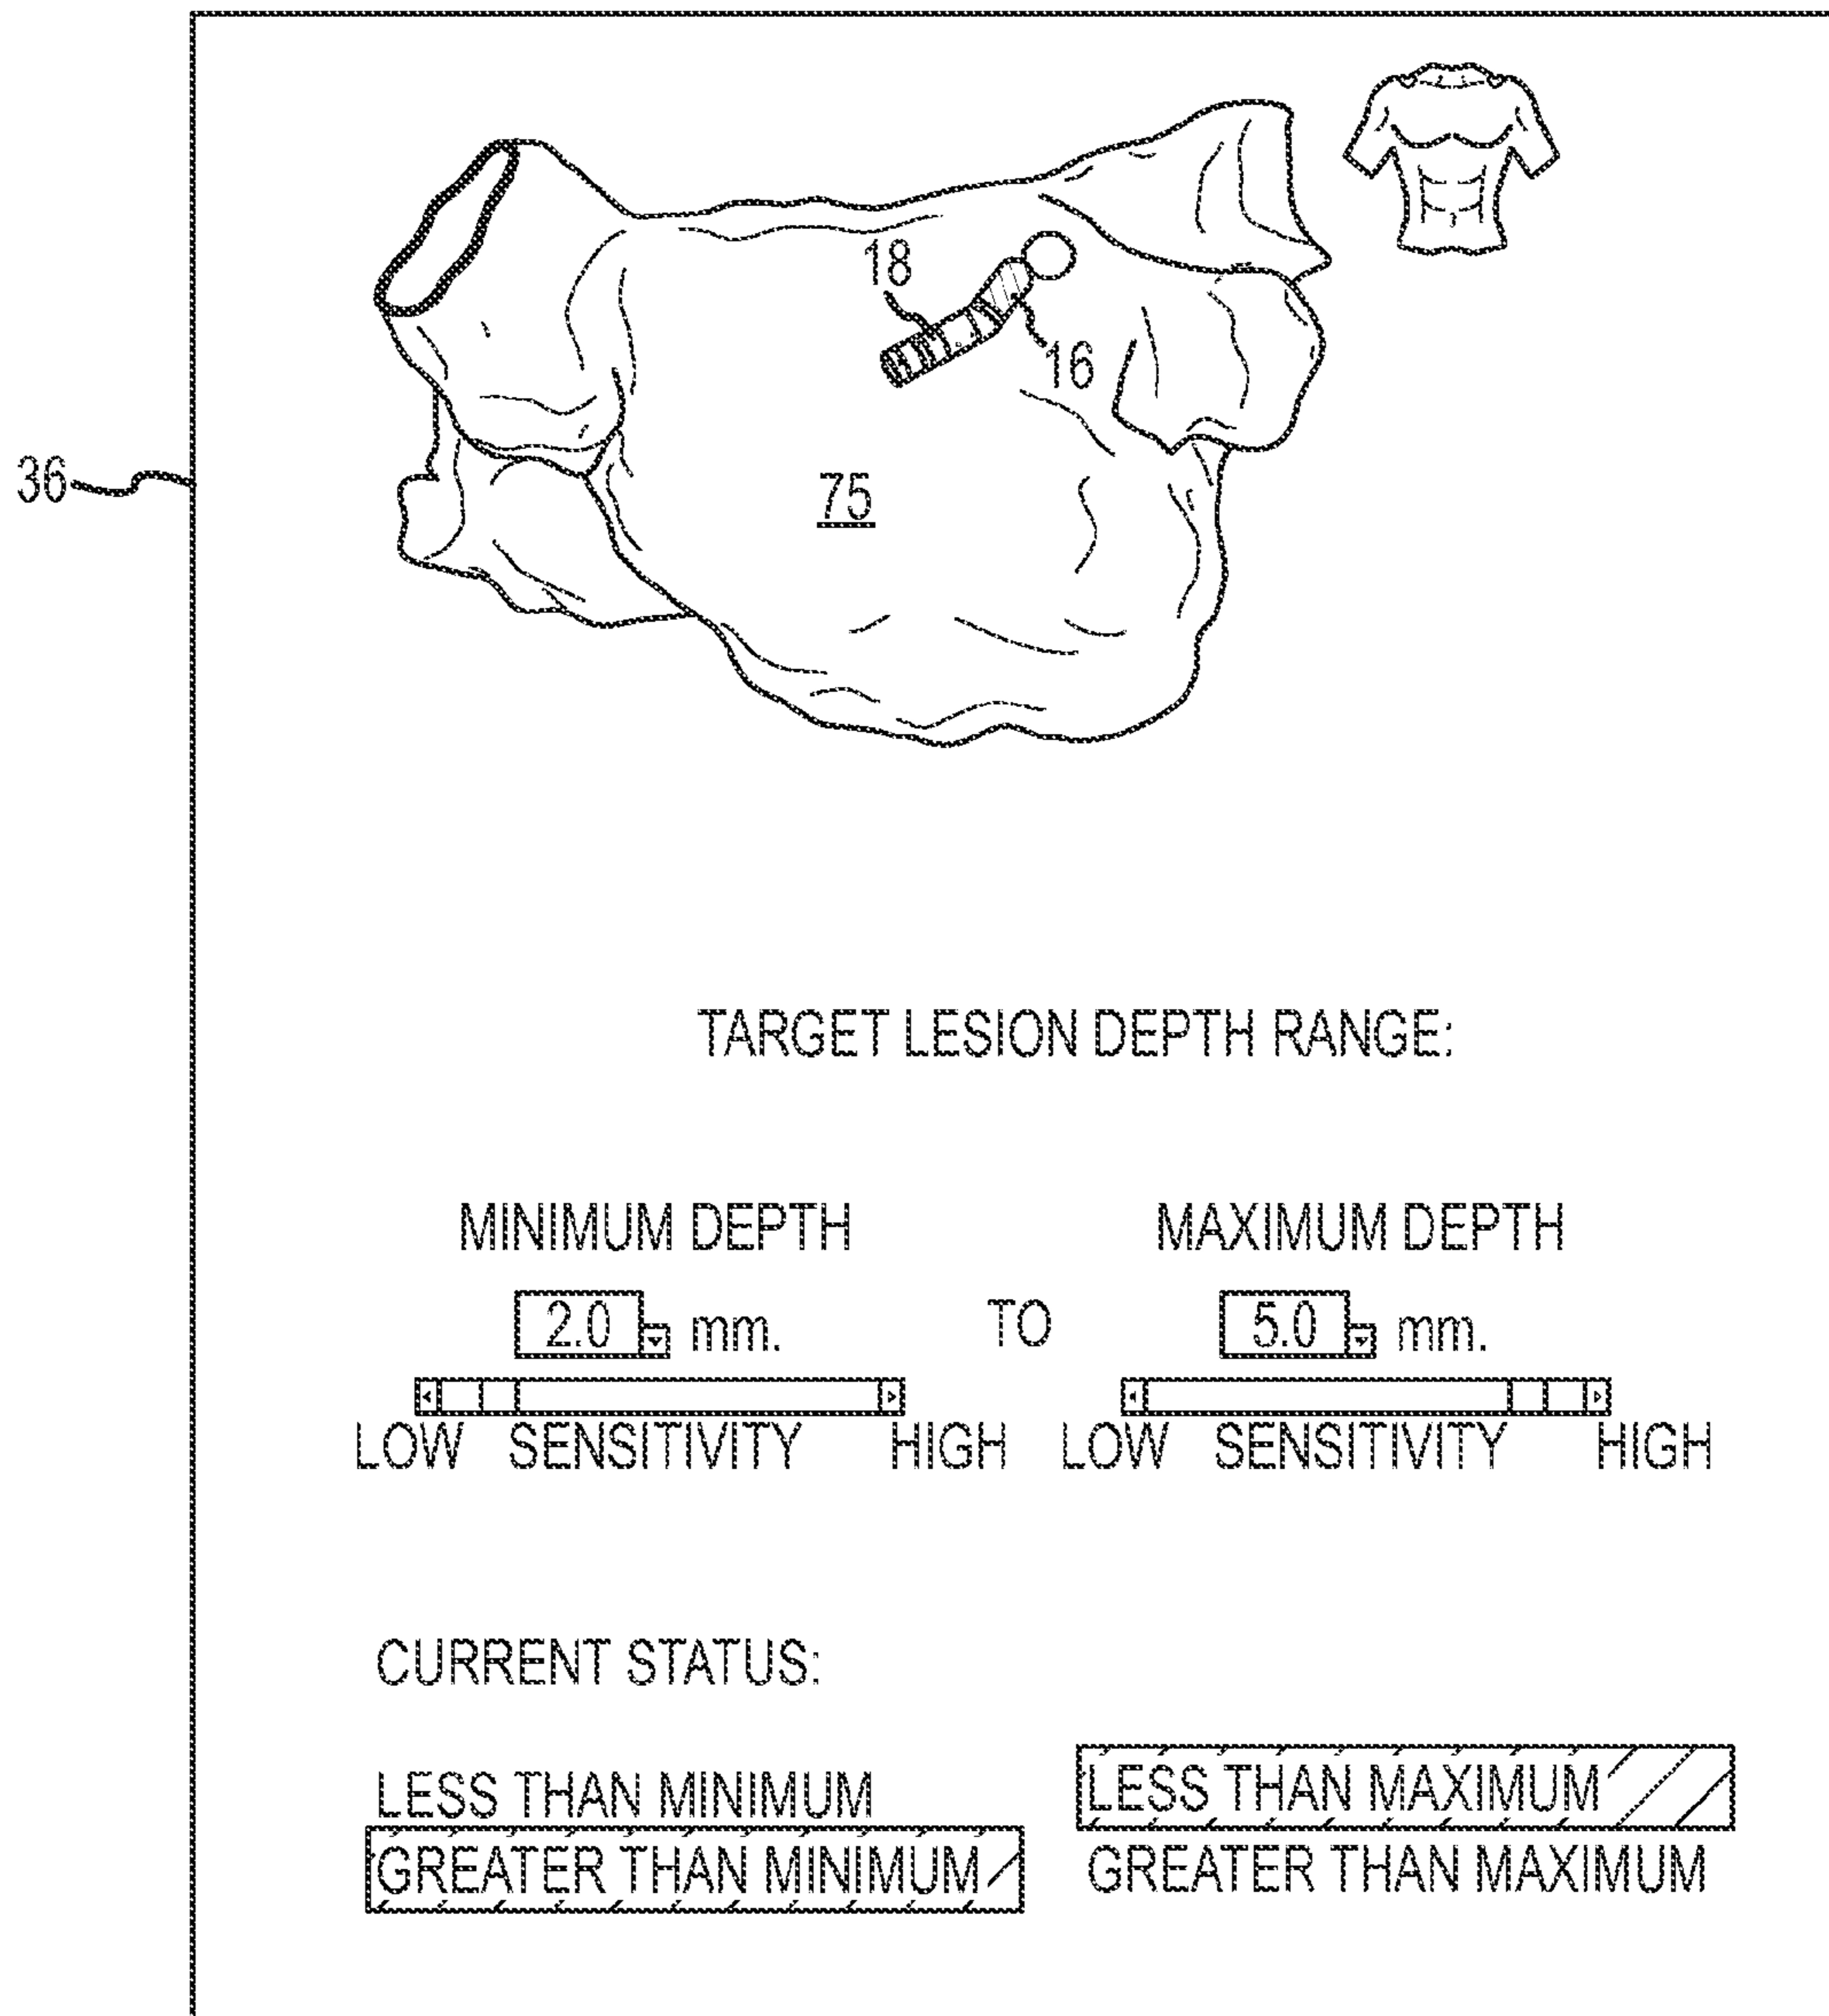 18
16
36
75
TARGET LESION DEPTH RANGE:
MINIMUM DEPTH MAXIMUM DEPTH
2.0 mm. TO 5.0 mm.
LOW SENSITIVITY HIGH LOW SENSITIVITY HIGH
CURRENT STATUS:
LESS THAN MINIMUM LESS THAN MAXIMUM
GREATER THAN MINIMUM GREATER THAN MAXIMUM